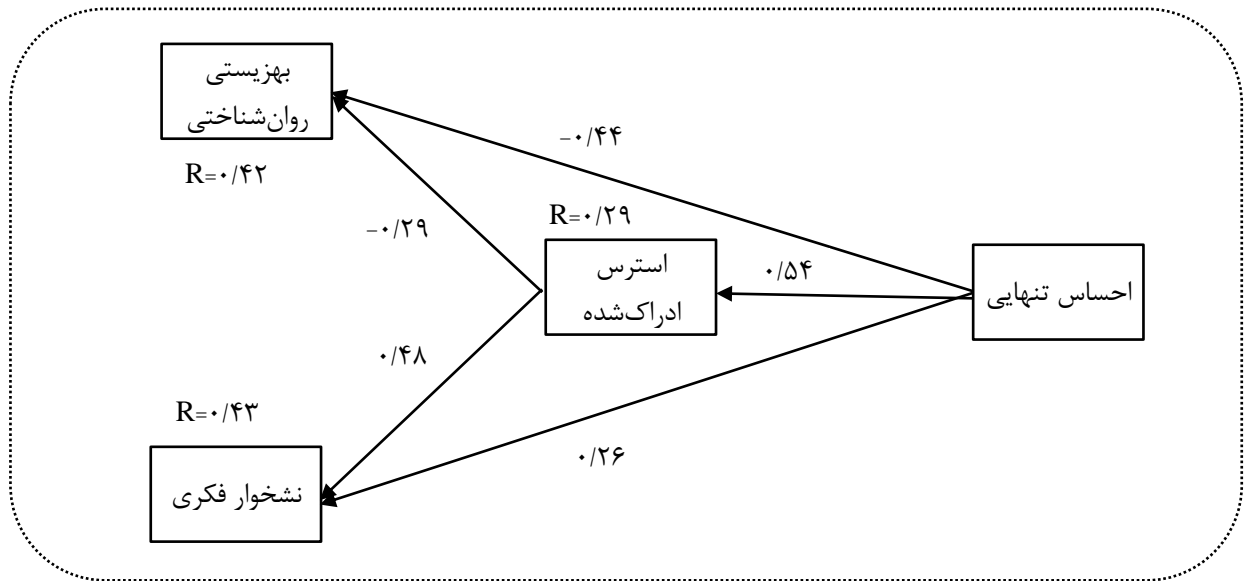 بهزیستی
روان‌شناختی
R=۰/۴۲
-۰/۴۴
-۰/۲۹
R=۰/۲۹
استرس
ادراک‌شده
۰/۵۴
احساس تنهایی
۰/۴۸
R=۰/۴۳
نشخوار فکری
۰/۲۶